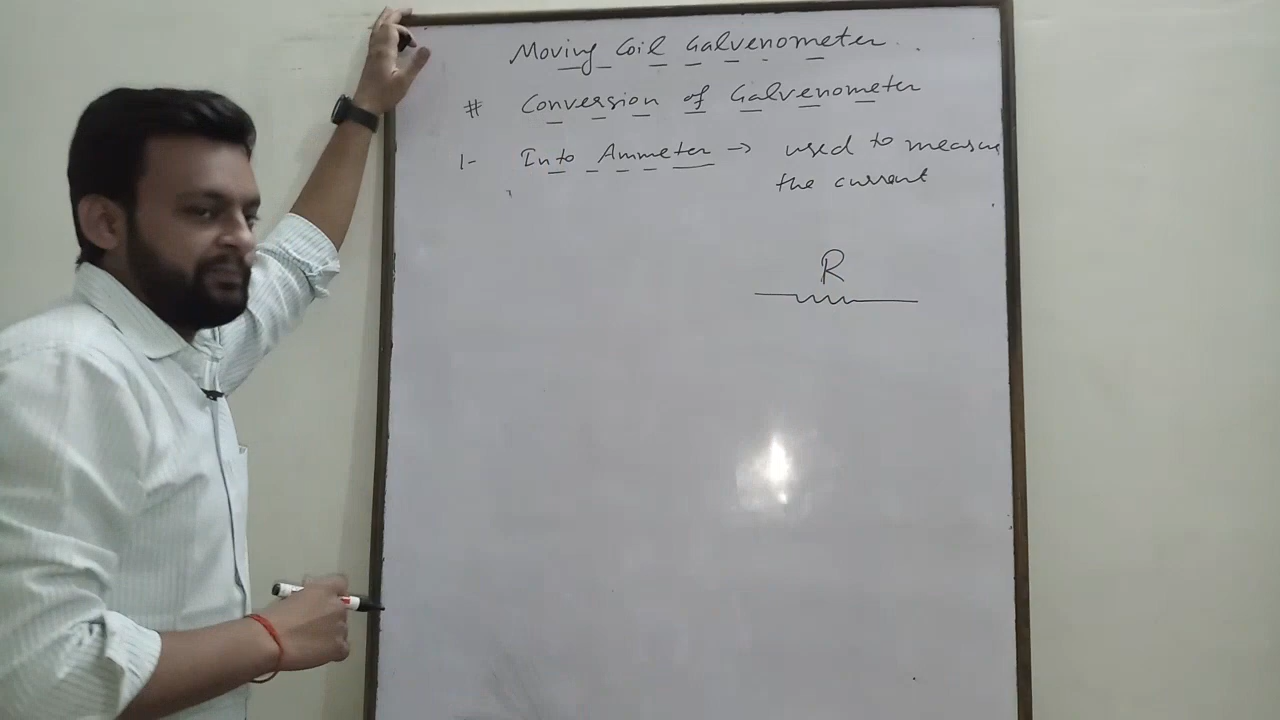 Moving Coil Galvenometer
# Conversion of Galvenometer
1- Into Ammeter → used to measure
the current
R